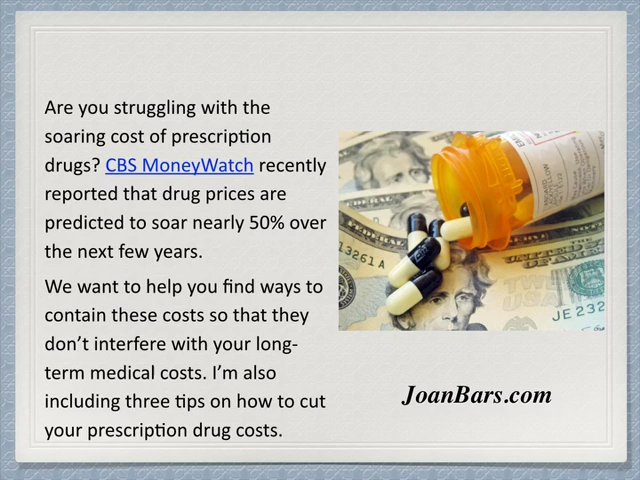 Are you struggling with the
soaring cost of prescription
drugs? CBS MoneyWatch recently
reported that drug prices are
predicted to soar nearly 50% over
the next few years.
We want to help you find ways to
contain these costs so that they
don’t interfere with your long-
term medical costs. I’m also
including three tips on how to cut
your prescription drug costs.
13261A
JE 232
JoanBars.com